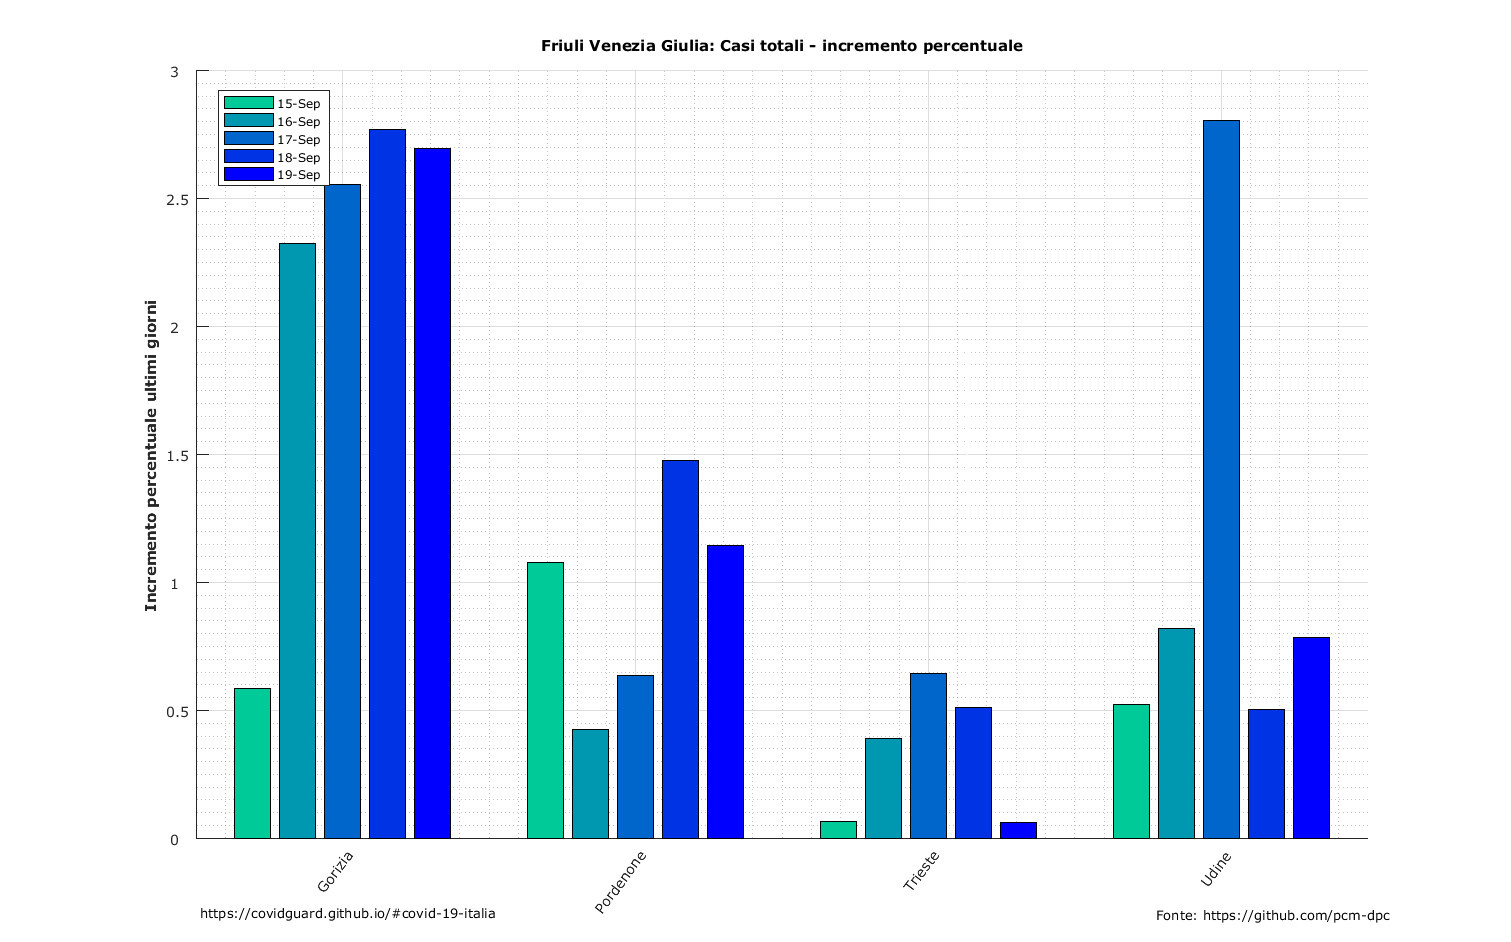 Friuli Venezia Giulia: Casi totali - incremento percentuale
3
2.5
2
1.5
1
0.5
0
Incremento percentuale ultimi giorni
15-Sep
16-Sep
17-Sep
18-Sep
19-Sep
Gorizia
Pordenone
Trieste
Udine
https://covidguard.github.io/#covid-19-italia
Fonte: https://github.com/pcm-dpc